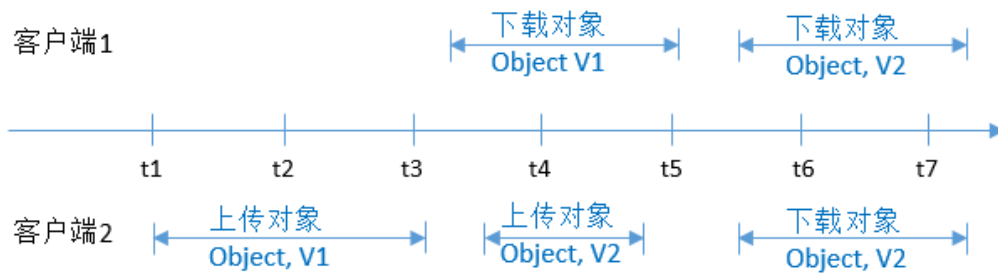 客户端1
下载对象
Object V1
下载对象
Object, V2
t1
t2
t3
t4
t5
t6
t7
客户端2
上传对象
Object, V1
上传对象
Object, V2
下载对象
Object, V2